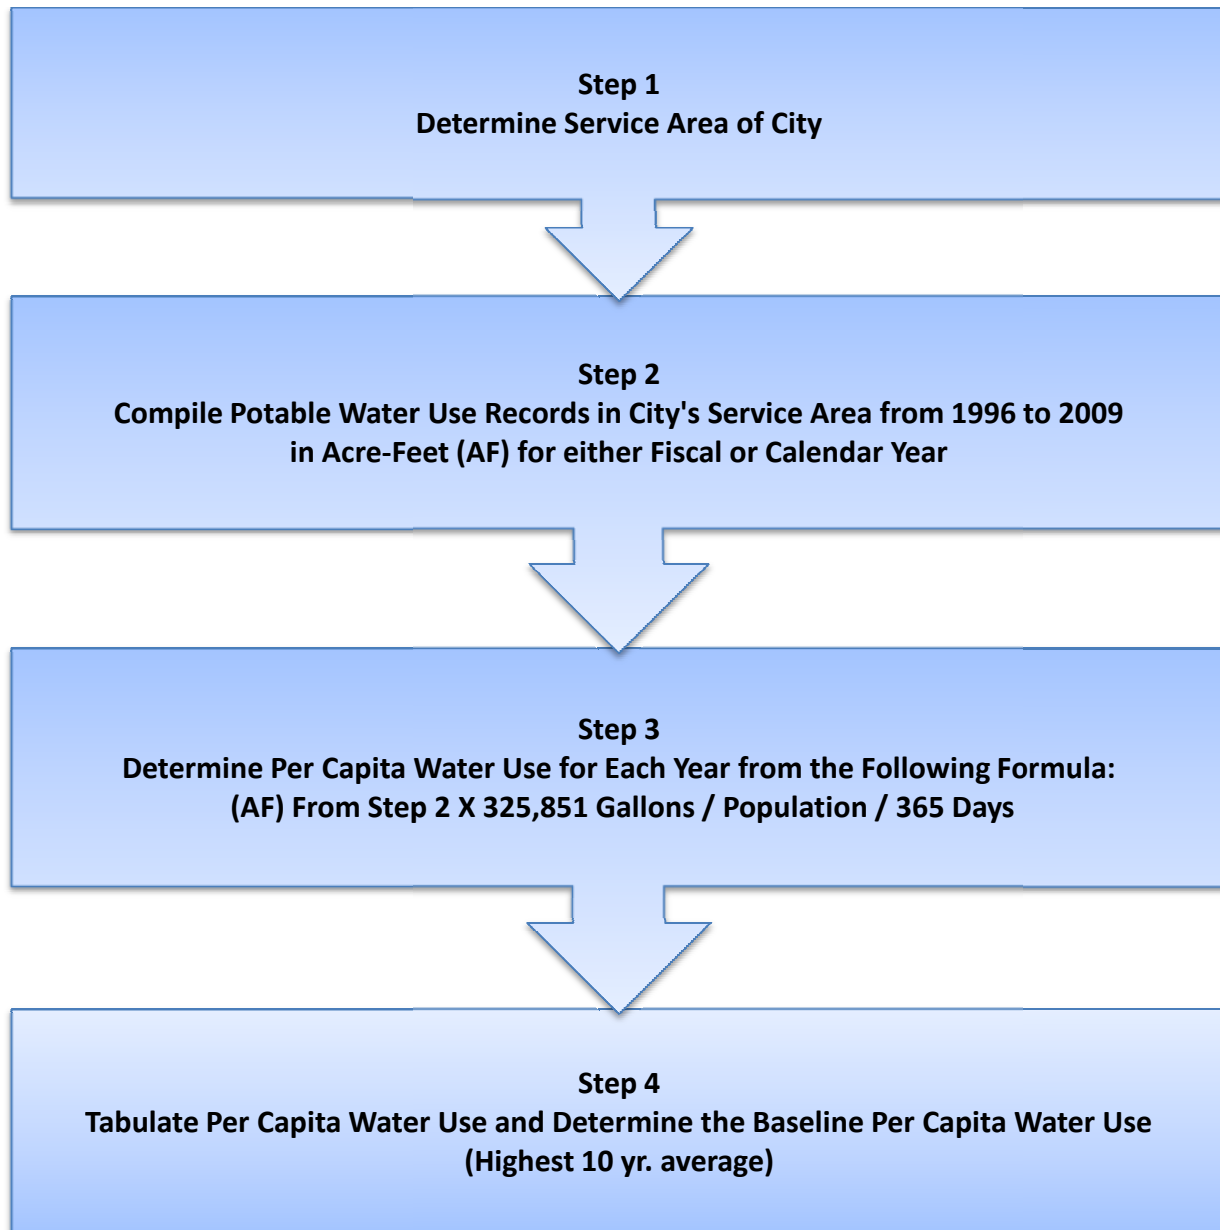 Step 1
Determine Service Area of City
Step 2
Compile Potable Water Use Records in City's Service Area from 1996 to 2009
in Acre-Feet (AF) for either Fiscal or Calendar Year
Step 3
Determine Per Capita Water Use for Each Year from the Following Formula:
(AF) From Step 2 X 325,851 Gallons / Population / 365 Days
Step 4
Tabulate Per Capita Water Use and Determine the Baseline Per Capita Water Use
(Highest 10 yr. average)